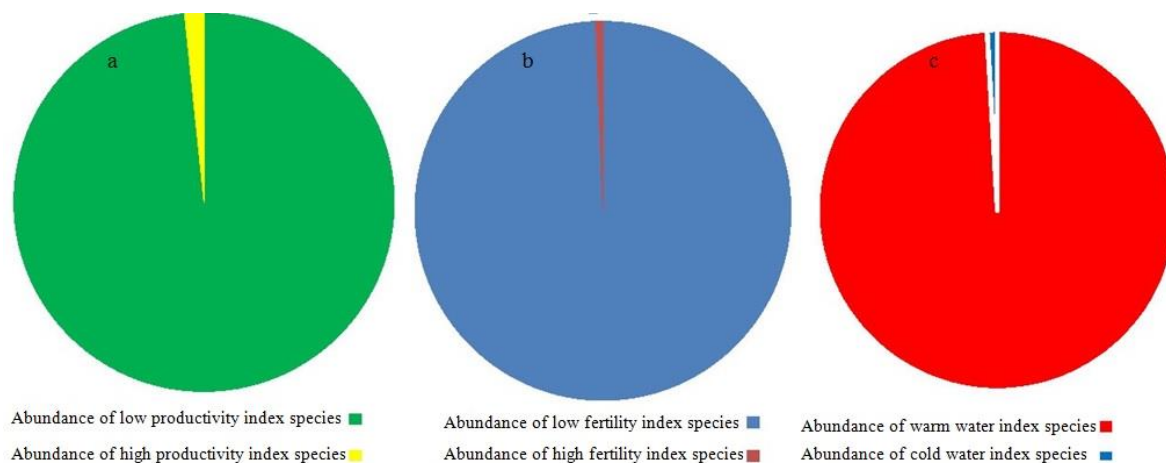 a
b
c
Abundance of low productivity index species
Abundance of high productivity index species
Abundance of low fertility index species
Abundance of high fertility index species
Abundance of warm water index species
Abundance of cold water index species